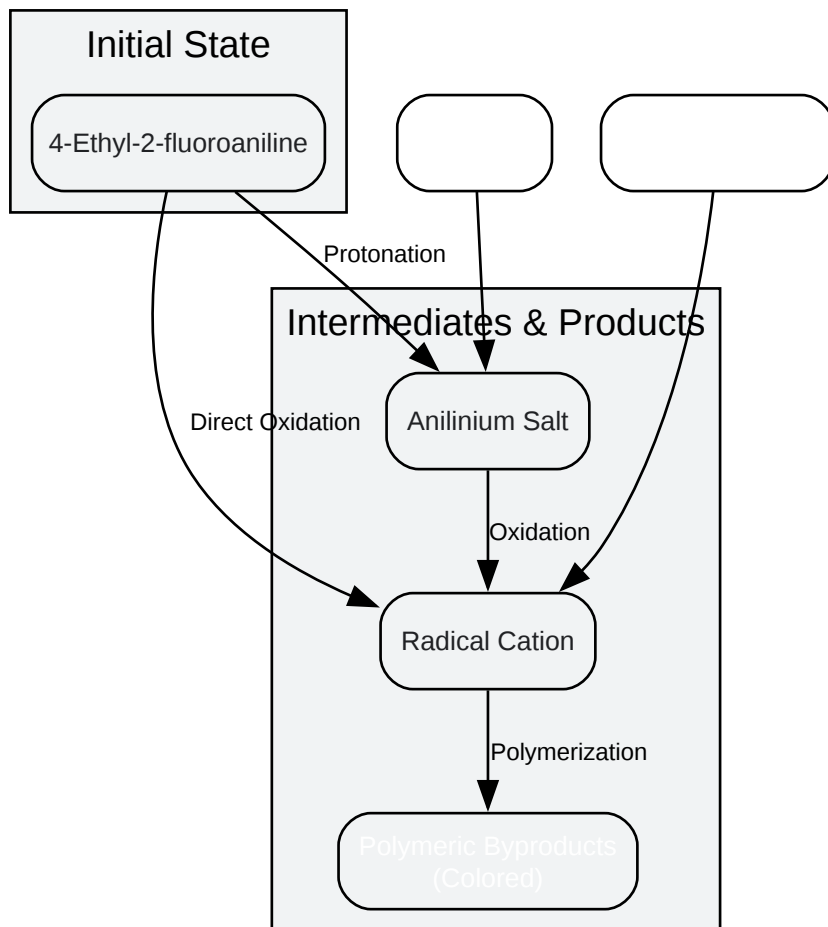 Initial State
4-Ethyl-2-fluoroaniline
Protonation
Intermediates & Products
Direct Oxidation
Anilinium Salt
Oxidation
Radical Cation
Polymerization
Polymeric Byproducts
(Colored)